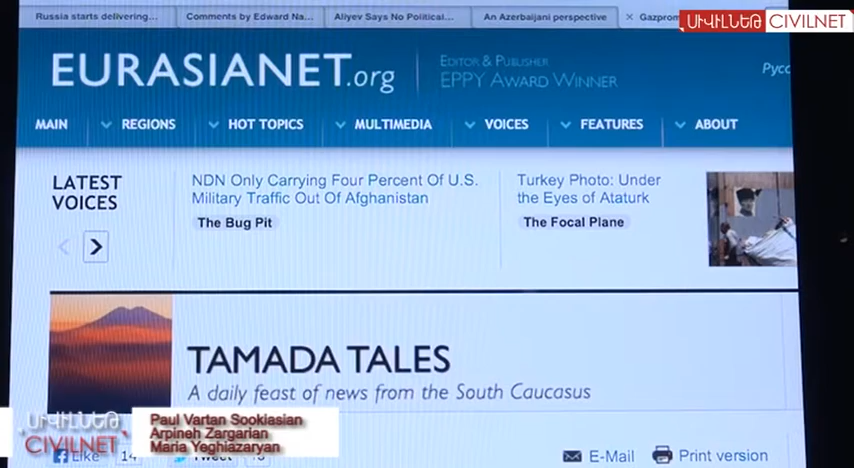 Russia starts delivering...
Comments by Edward Na...
Aliyev Says No Political...
An Azerbaijani perspective
× Gazprom
ՍԻՎԻԼՆԵԹ CIVILNET
EURASIANET.org
EDITOR & PUBLISHER
EPPY AWARD WINNER
Русс
MAIN
REGIONS
HOT TOPICS
MULTIMEDIA
VOICES
FEATURES
ABOUT
LATEST
VOICES
NDN Only Carrying Four Percent Of U.S.
Military Traffic Out Of Afghanistan
The Bug Pit
Turkey Photo: Under
the Eyes of Ataturk
The Focal Plane
TAMADA TALES
A daily feast of news from the South Caucasus
ՍԻՎԻԼՆԵԹ
CIVILNET
Paul Vartan Sookiasian
Arpineh Zargarian
Maria Yeghiazaryan
Like 14
Tweet
E-Mail
Print version